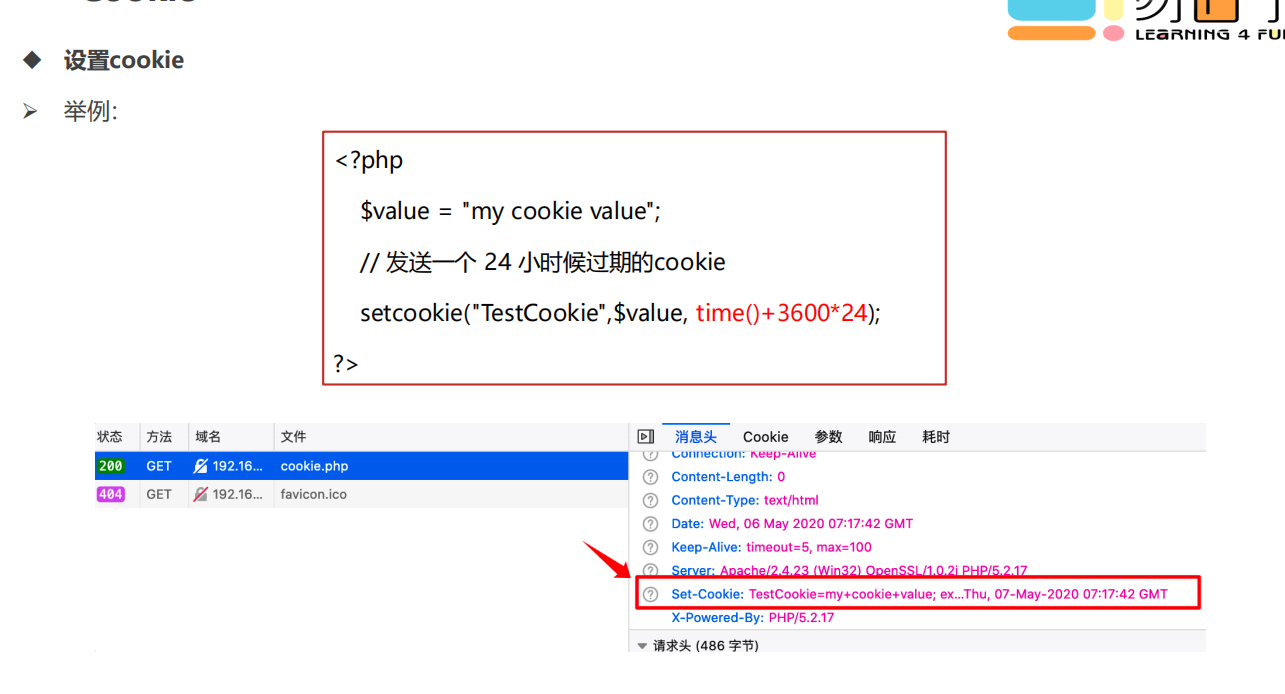 设置cookie
LEARNING 4 FU
举例:
<?php
$value = "my cookie value";
// 发送一个 24 小时候过期的cookie
setcookie("TestCookie",$value, time()+3600*24);
?>
状态 方法 域名 文件
200 GET 192.16... cookie.php
404 GET 192.16... favicon.ico
消息头 Cookie 参数 响应 耗时
Connection: Keep-Alive
Content-Length: 0
Content-Type: text/html
Date: Wed, 06 May 2020 07:17:42 GMT
Keep-Alive: timeout=5, max=100
Server: Apache/2.4.23 (Win32) OpenSSL/1.0.2j PHP/5.2.17
Set-Cookie: TestCookie=my+cookie+value; ex...Thu, 07-May-2020 07:17:42 GMT
X-Powered-By: PHP/5.2.17
请求头 (486 字节)